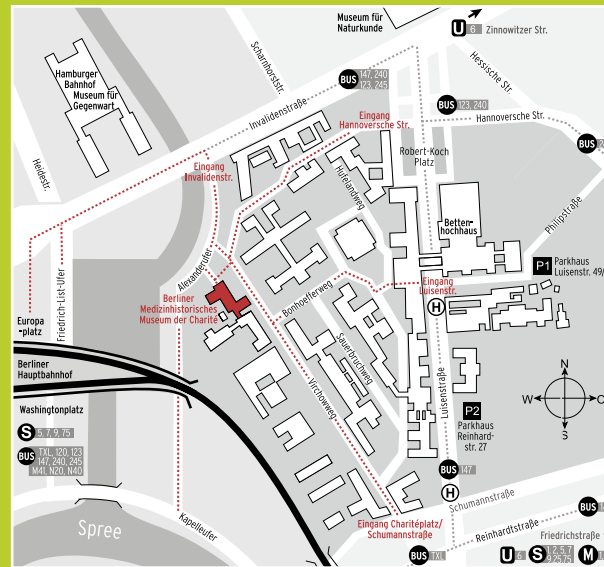 Museum für
Naturkunde
U 6 Zinnowitzer Str.
Scharnhorststr.
Hessische Str.
Hamburger
Bahnhof
Museum für
Gegenwart
BUS 147, 240
123, 245
BUS 123, 240
Invalidenstraße
Hannoversche Str.
Eingang
Hannoversche Str.
BUS
Robert-Koch
Platz
Heidestr.
Eingang
Invalidenstr.
Hufelandweg
Philipstraße
Betten-
hochhaus
Alexanderufer
P1 Parkhaus
Luisenstr. 49/
Eingang
Luisenstr.
Friedrich-List-Ufer
Berliner
Medizinhistorisches
Museum der Charité
Bonhoefferweg
H
Europa
-platz
Sauerbruchweg
Berliner
Hauptbahnhof
Virchowweg
Luisenstraße
N
W O
S
Washingtonplatz
P2
Parkhaus
Reinhard-
str. 27
S 5, 7, 9, 75
BUS TXL, 120, 123
147, 240, 245
M41, N20, N40
BUS 147
H
Schumannstraße
Eingang Charitéplatz/
Schumannstraße
Kapelleufer
Spree
BUS
Reinhardtstraße
Friedrichstraße
BUS TXL
U 6 S 1, 2, 5, 7
9, 25, 75 M